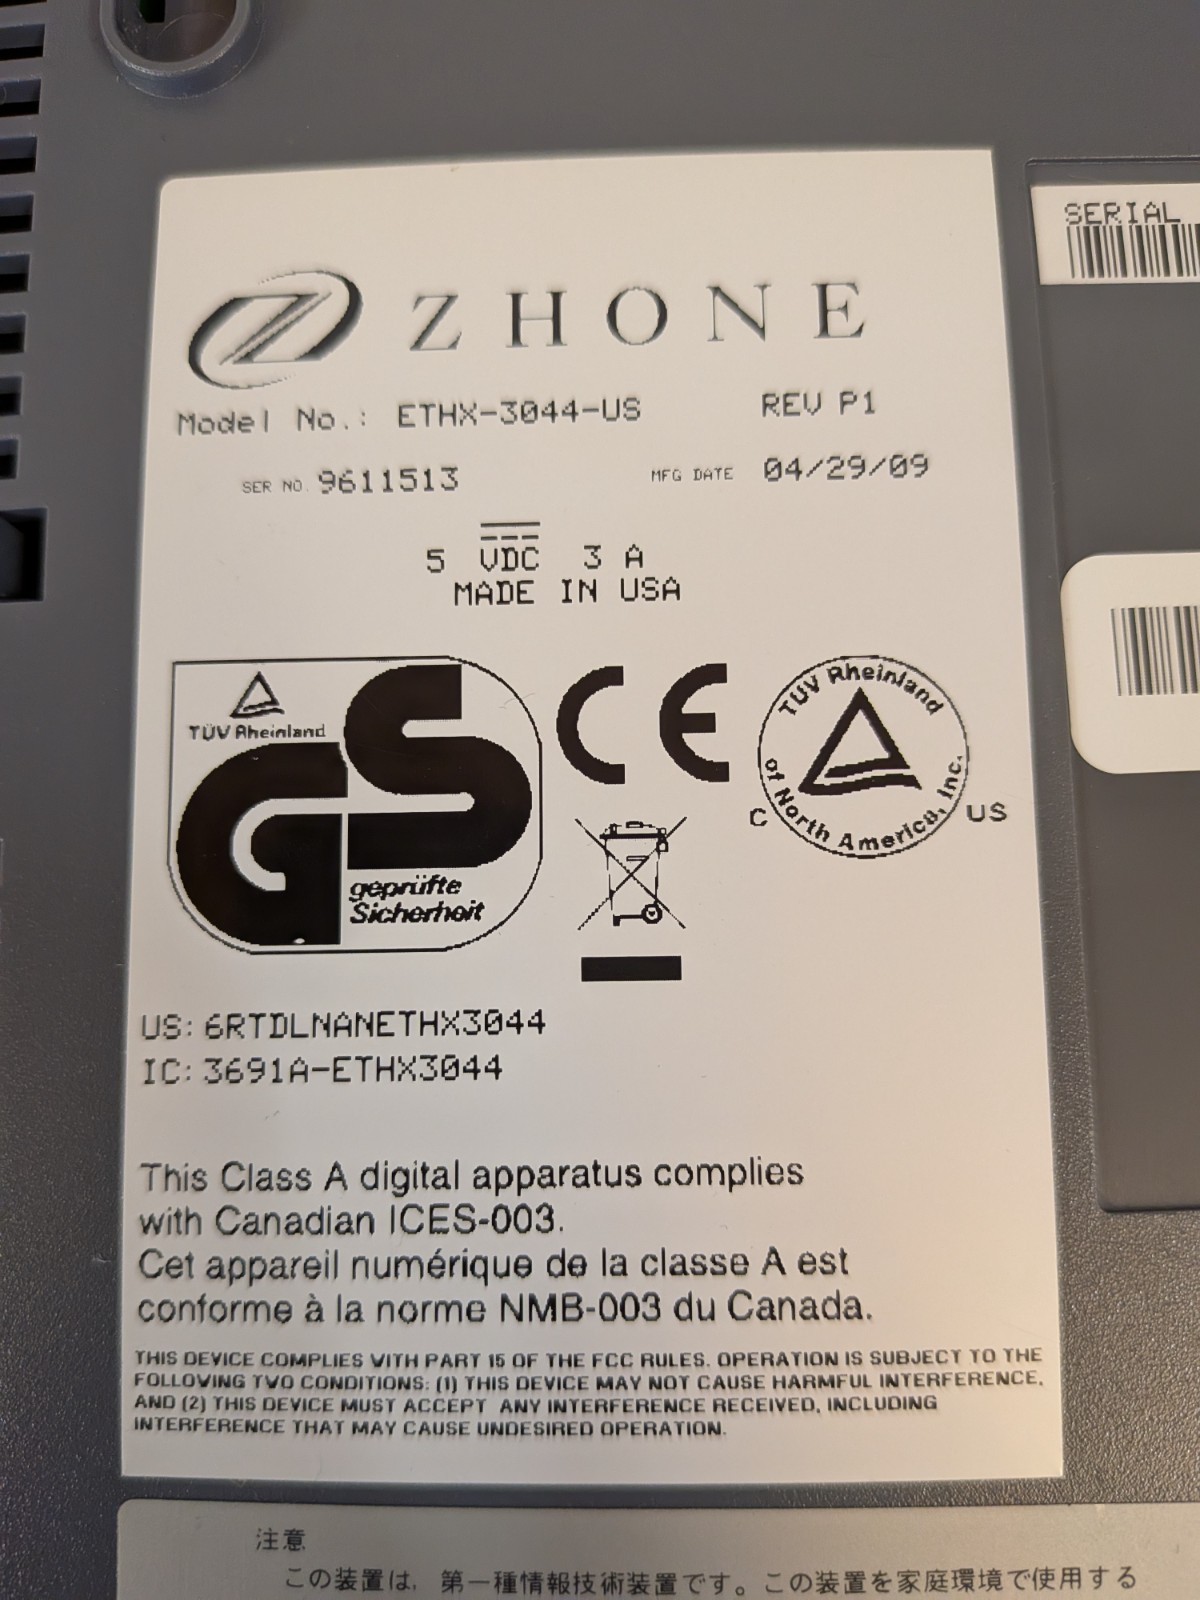 ZHONE
Model No.: ETHX-3044-US REV P1
SER NO. 9611513 MFG DATE 04/29/09
5 VDC 3 A
MADE IN USA
TÜV Rheinland
GS
geprüfte
Sicherheit
CE
TÜV Rheinland
of North America, Inc.
C US
US: 6RTDLNANETHX3044
IC: 3691A-ETHX3044
This Class A digital apparatus complies
with Canadian ICES-003.
Cet appareil numérique de la classe A est
conforme à la norme NMB-003 du Canada.
THIS DEVICE COMPLIES WITH PART 15 OF THE FCC RULES. OPERATION IS SUBJECT TO THE
FOLLOWING TWO CONDITIONS: (1) THIS DEVICE MAY NOT CAUSE HARMFUL INTERFERENCE,
AND (2) THIS DEVICE MUST ACCEPT ANY INTERFERENCE RECEIVED, INCLUDING
INTERFERENCE THAT MAY CAUSE UNDESIRED OPERATION.
SERIAL
注意
この装置は、第一種情報技術装置です。この装置を家庭環境で使用する